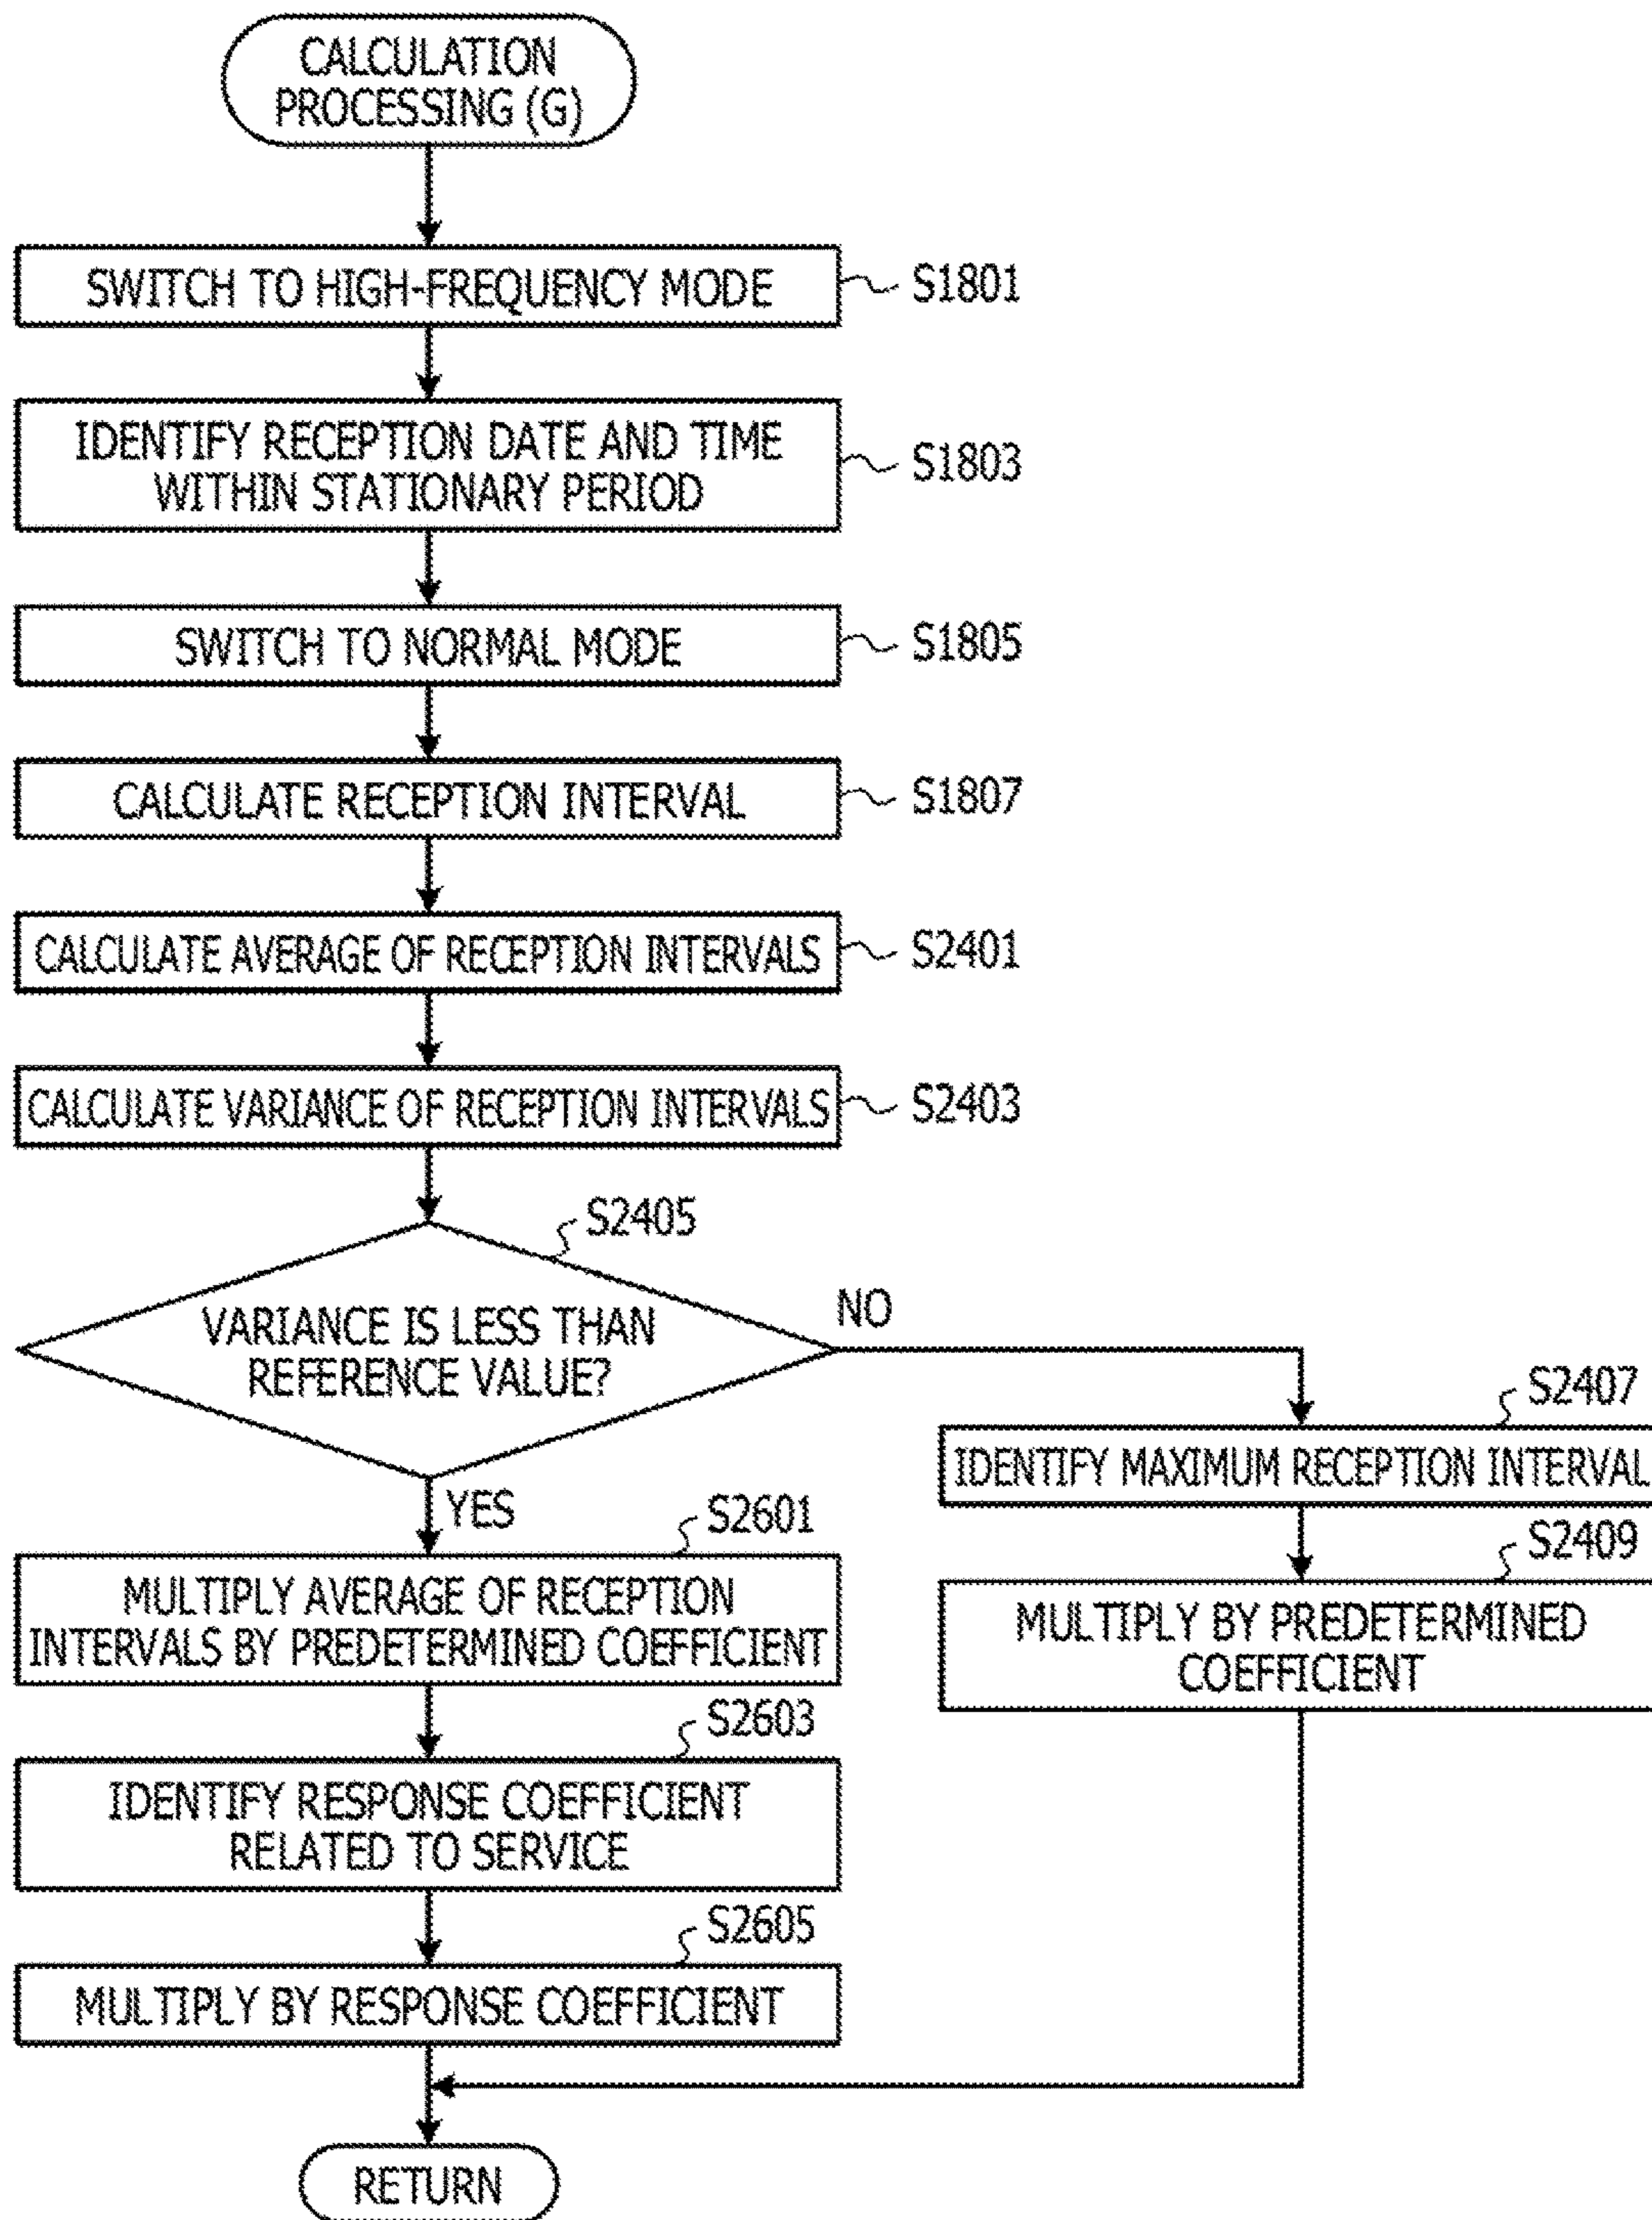 CALCULATION
PROCESSING (G)
SWITCH TO HIGH-FREQUENCY MODE
S1801
IDENTIFY RECEPTION DATE AND TIME
WITHIN STATIONARY PERIOD
S1803
SWITCH TO NORMAL MODE
S1805
CALCULATE RECEPTION INTERVAL
S1807
CALCULATE AVERAGE OF RECEPTION INTERVALS
S2401
CALCULATE VARIANCE OF RECEPTION INTERVALS
S2403
S2405
VARIANCE IS LESS THAN
REFERENCE VALUE?
NO
YES
S2407
IDENTIFY MAXIMUM RECEPTION INTERVAL
S2409
MULTIPLY BY PREDETERMINED
COEFFICIENT
S2601
MULTIPLY AVERAGE OF RECEPTION
INTERVALS BY PREDETERMINED COEFFICIENT
S2603
IDENTIFY RESPONSE COEFFICIENT
RELATED TO SERVICE
S2605
MULTIPLY BY RESPONSE COEFFICIENT
RETURN